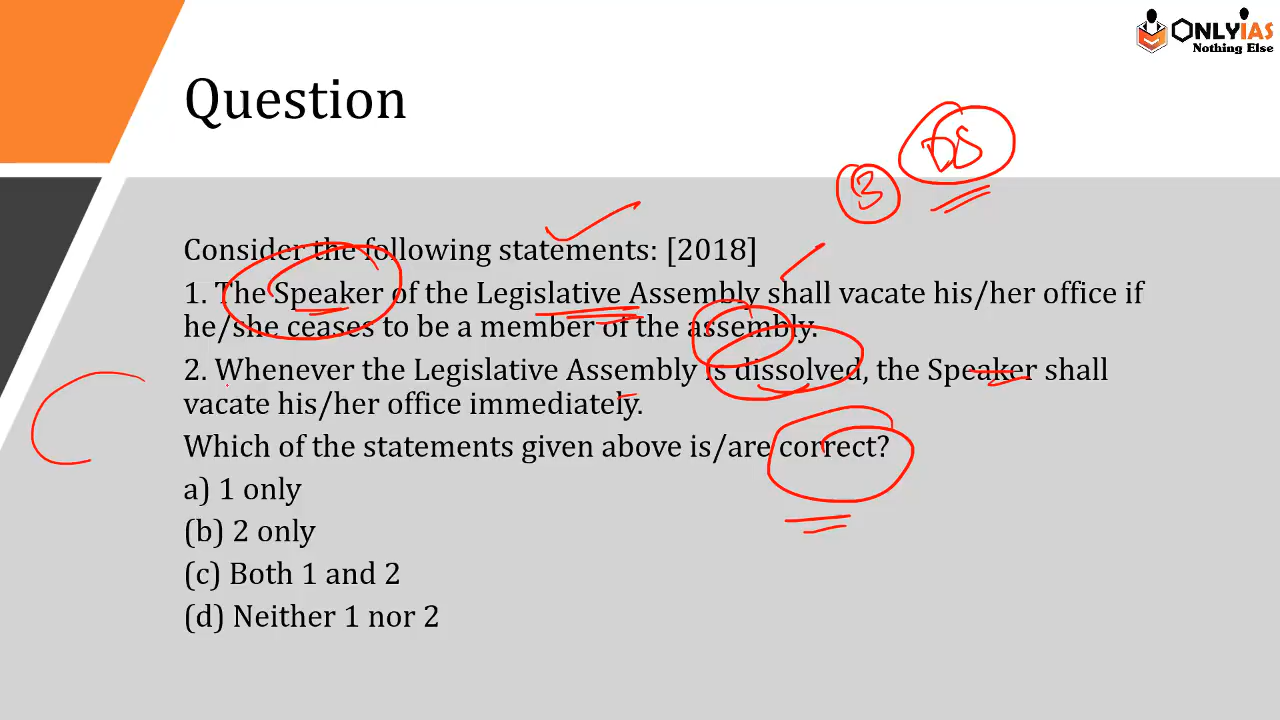 ONLYIAS
Nothing Else
Question
DS
3
Consider the following statements: [2018]
1. The Speaker of the Legislative Assembly shall vacate his/her office if
he/she ceases to be a member of the assembly.
2. Whenever the Legislative Assembly is dissolved, the Speaker shall
vacate his/her office immediately.
Which of the statements given above is/are correct?
a) 1 only
(b) 2 only
(c) Both 1 and 2
(d) Neither 1 nor 2